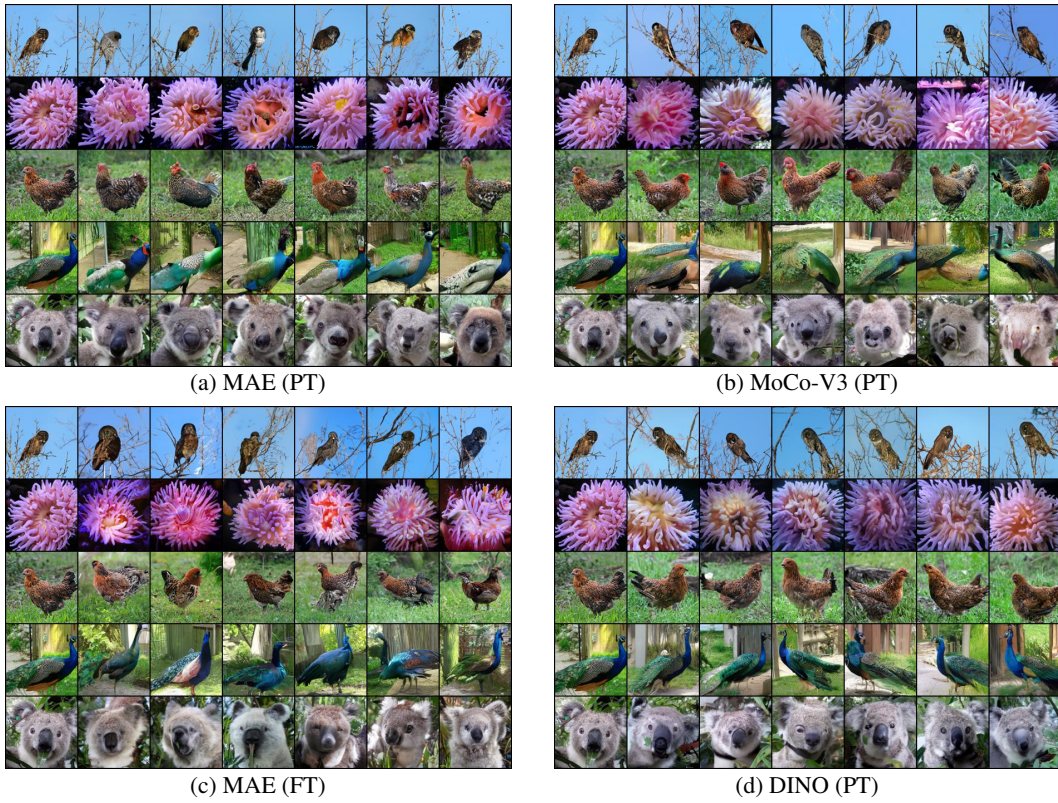 (a) MAE (PT)
(b) MoCo-V3 (PT)
(c) MAE (FT)
(d) DINO (PT)